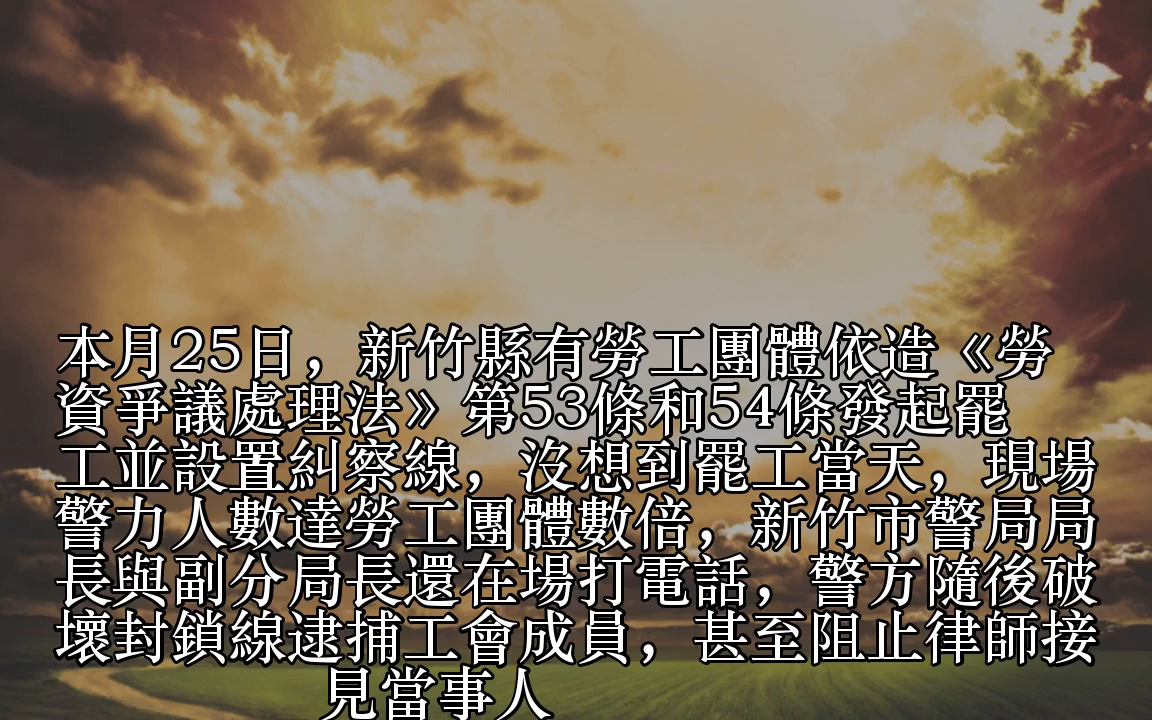 本月25日，新竹縣有勞工團體依造《勞
資爭議處理法》第53條和54條發起罷
工並設置糾察線，沒想到罷工當天，現場
警力人數達勞工團體數倍，新竹市警局局
長與副分局長還在場打電話，警方隨後破
壞封鎖線逮捕工會成員，甚至阻止律師接
見當事人